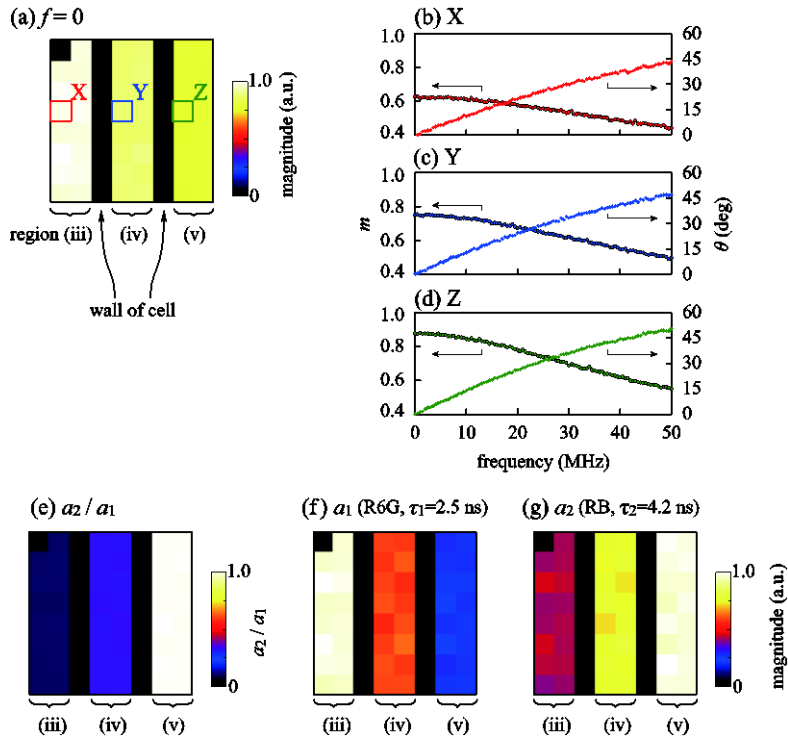 (a) f = 0
X
Y
Z
1.0
0
magnitude (a.u.)
region (iii)
(iv)
(v)
wall of cell
(b) X
1.0
0.8
0.6
0.4
60
45
30
15
0
(c) Y
1.0
0.8
0.6
0.4
m
60
45
30
15
0
θ (deg)
(d) Z
1.0
0.8
0.6
0.4
60
45
30
15
0
0
10
20
30
40
50
frequency (MHz)
(e) a2 / a1
1.0
0
a2 / a1
(iii)
(iv)
(v)
(f) a1 (R6G, τ1=2.5 ns)
(iii)
(iv)
(v)
(g) a2 (RB, τ2=4.2 ns)
1.0
0
magnitude (a.u.)
(iii)
(iv)
(v)